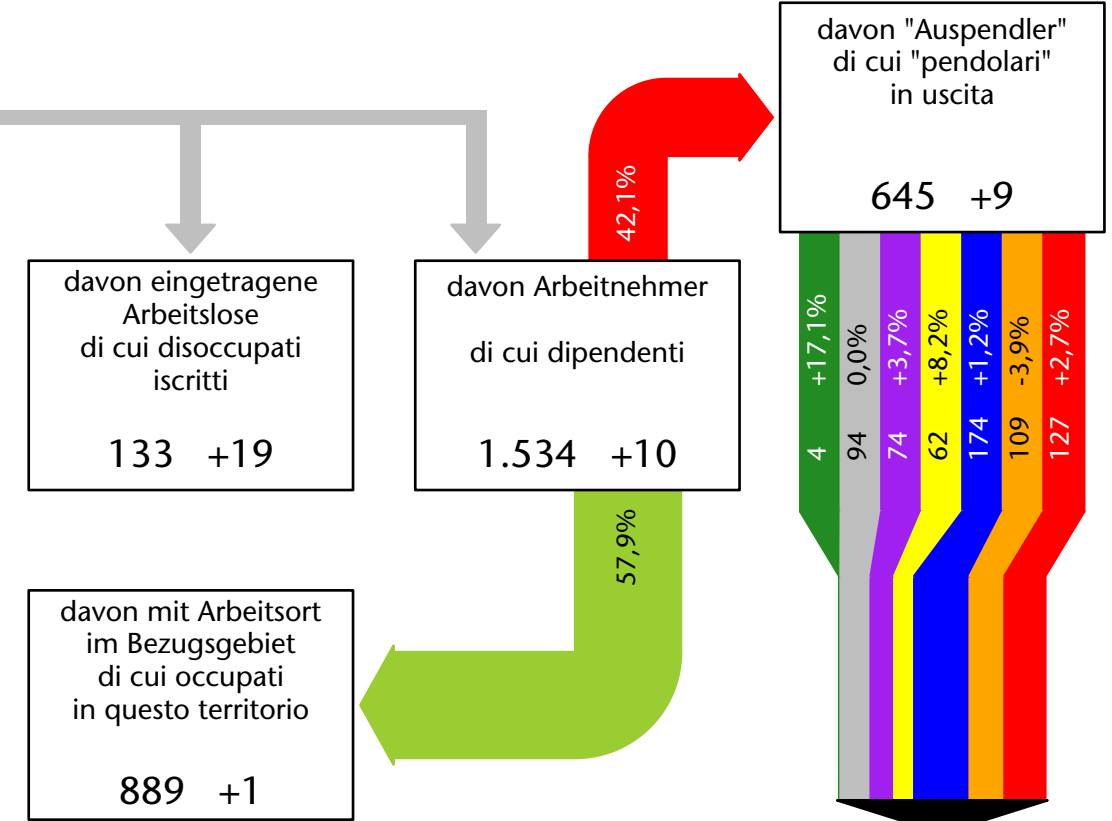 davon "Auspendler"
di cui "pendolari"
in uscita
645 +9
42,1%
davon eingetragene
Arbeitslose
di cui disoccupati
iscritti
133 +19
davon Arbeitnehmer
di cui dipendenti
1.534 +10
4 +17,1%
94 0,0%
74 +3,7%
62 +8,2%
174 +1,2%
109 -3,9%
127 +2,7%
57,9%
davon mit Arbeitsort
im Bezugsgebiet
di cui occupati
in questo territorio
889 +1